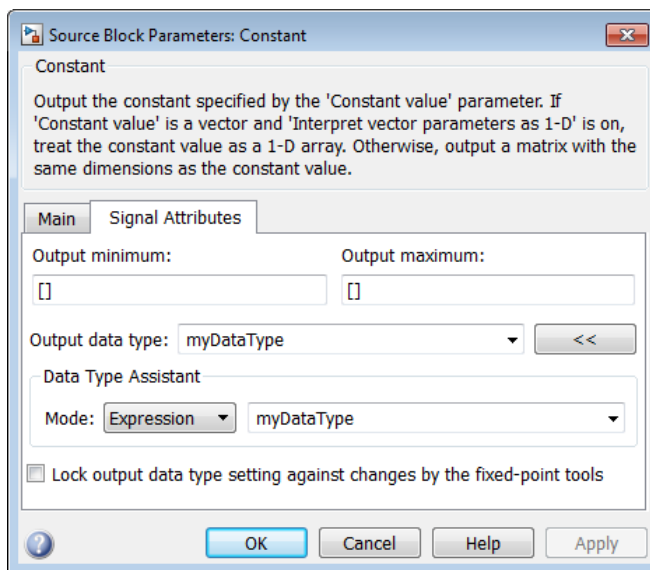 Source Block Parameters: Constant
Constant
Output the constant specified by the 'Constant value' parameter. If
'Constant value' is a vector and 'Interpret vector parameters as 1-D' is on,
treat the constant value as a 1-D array. Otherwise, output a matrix with the
same dimensions as the constant value.
Main Signal Attributes
Output minimum: Output maximum:
[] []
Output data type: myDataType <<
Data Type Assistant
Mode: Expression myDataType
Lock output data type setting against changes by the fixed-point tools
? OK Cancel Help Apply